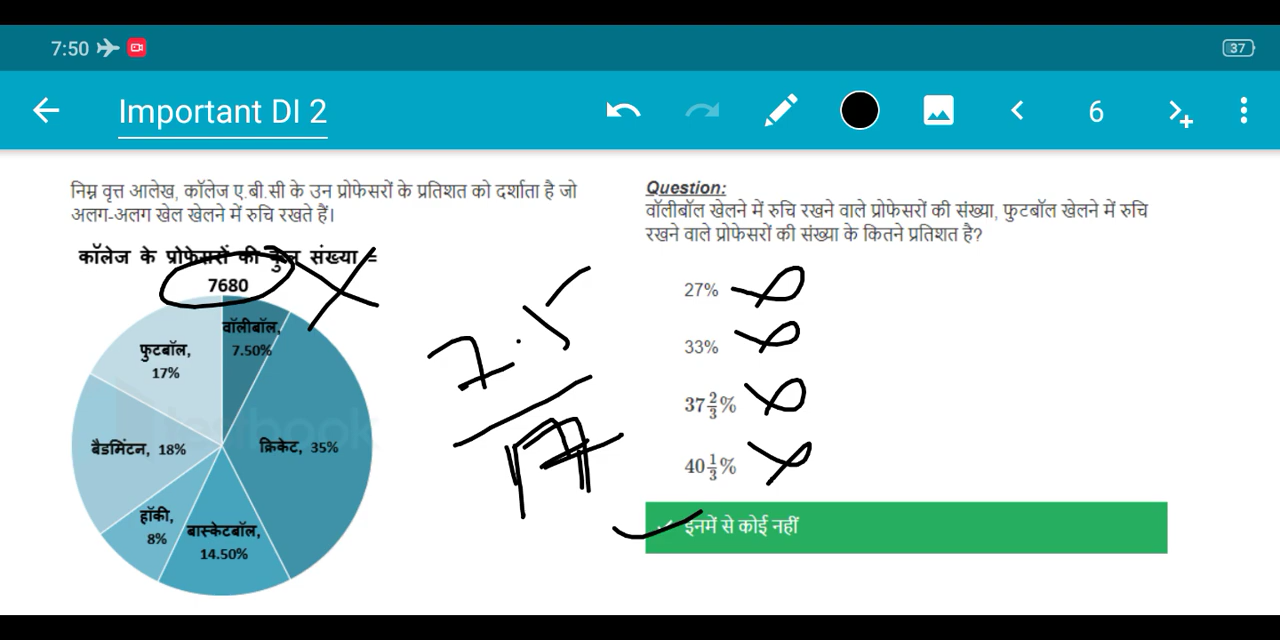 7:50
37
Important DI 2
6
निम्न वृत्त आलेख, कॉलेज ए.बी.सी के उन प्रोफेसरों के प्रतिशत को दर्शाता है जो
अलग-अलग खेल खेलने में रुचि रखते हैं।
कॉलेज के प्रोफेसरों की कुल संख्या =
7680
वॉलीबॉल,
7.50%
फुटबॉल,
17%
क्रिकेट, 35%
बैडमिंटन, 18%
हॉकी,
8%
बास्केटबॉल,
14.50%
7.5
17
Question:
वॉलीबॉल खेलने में रुचि रखने वाले प्रोफेसरों की संख्या, फुटबॉल खेलने में रुचि
रखने वाले प्रोफेसरों की संख्या के कितने प्रतिशत है?
27%
33%
37 2/3%
40 1/3%
इनमें से कोई नहीं